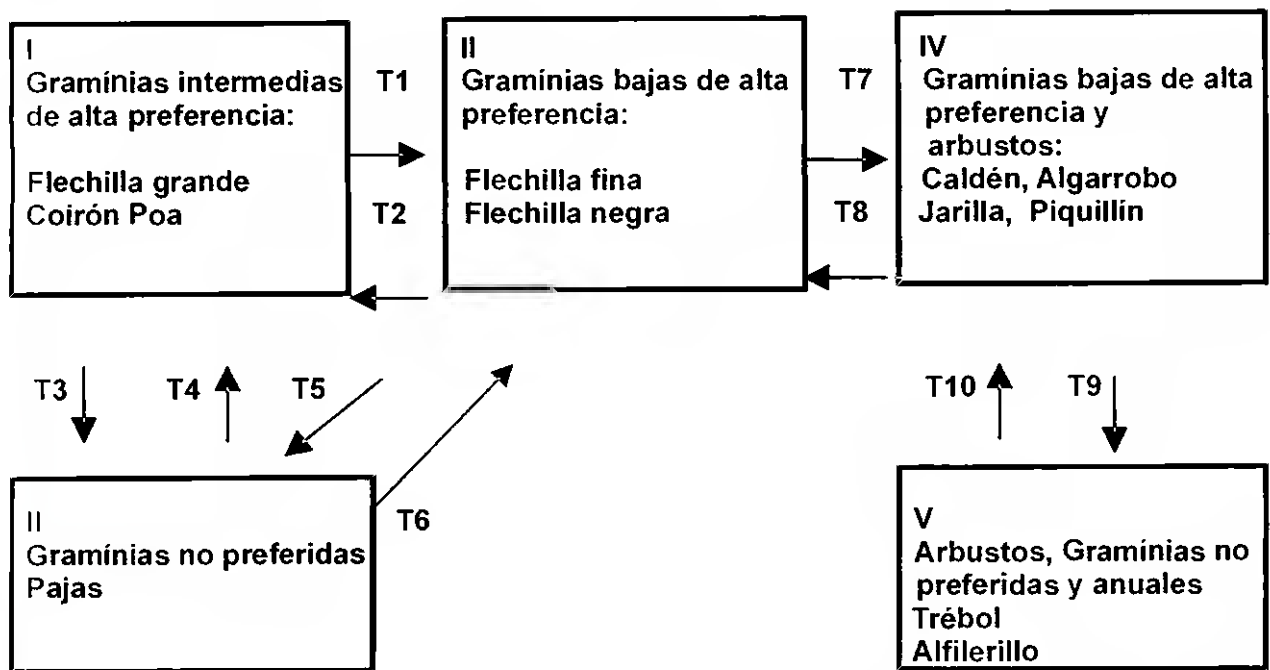 I
Gramínias intermedias
de alta preferencia:
Flechilla grande
Coirón Poa
T1
T2
II
Gramínias bajas de alta
preferencia:
Flechilla fina
Flechilla negra
T7
T8
IV
Gramínias bajas de alta
preferencia y
arbustos:
Caldén, Algarrobo
Jarilla, Piquillín
T3
T4
T5
T6
T10
T9
II
Gramínias no preferidas
Pajas
V
Arbustos, Gramínias no
preferidas y anuales
Trébol
Alfilerillo